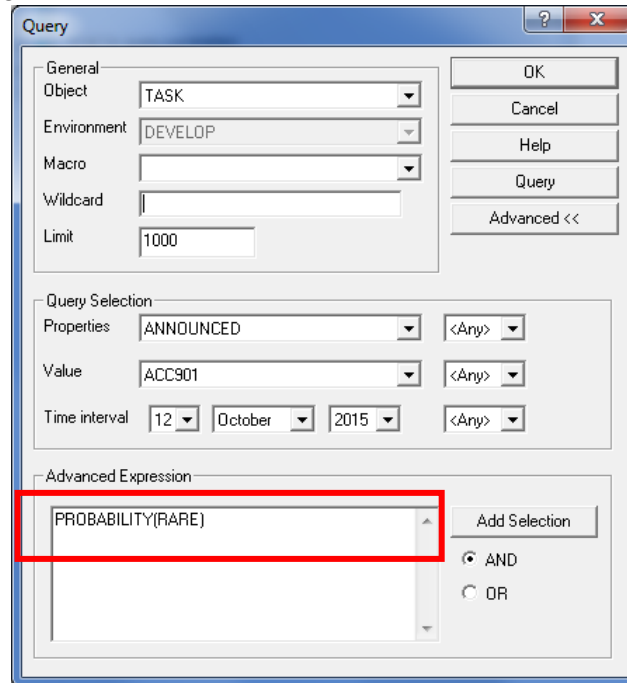 Query
General
Object TASK
Environment DEVELOP
Macro
Wildcard
Limit 1000
OK
Cancel
Help
Query
Advanced <<
Query Selection
Properties ANNOUNCED <Any>
Value ACC901 <Any>
Time interval 12 October 2015 <Any>
Advanced Expression
PROBABILITY(RARE)
Add Selection
AND
OR